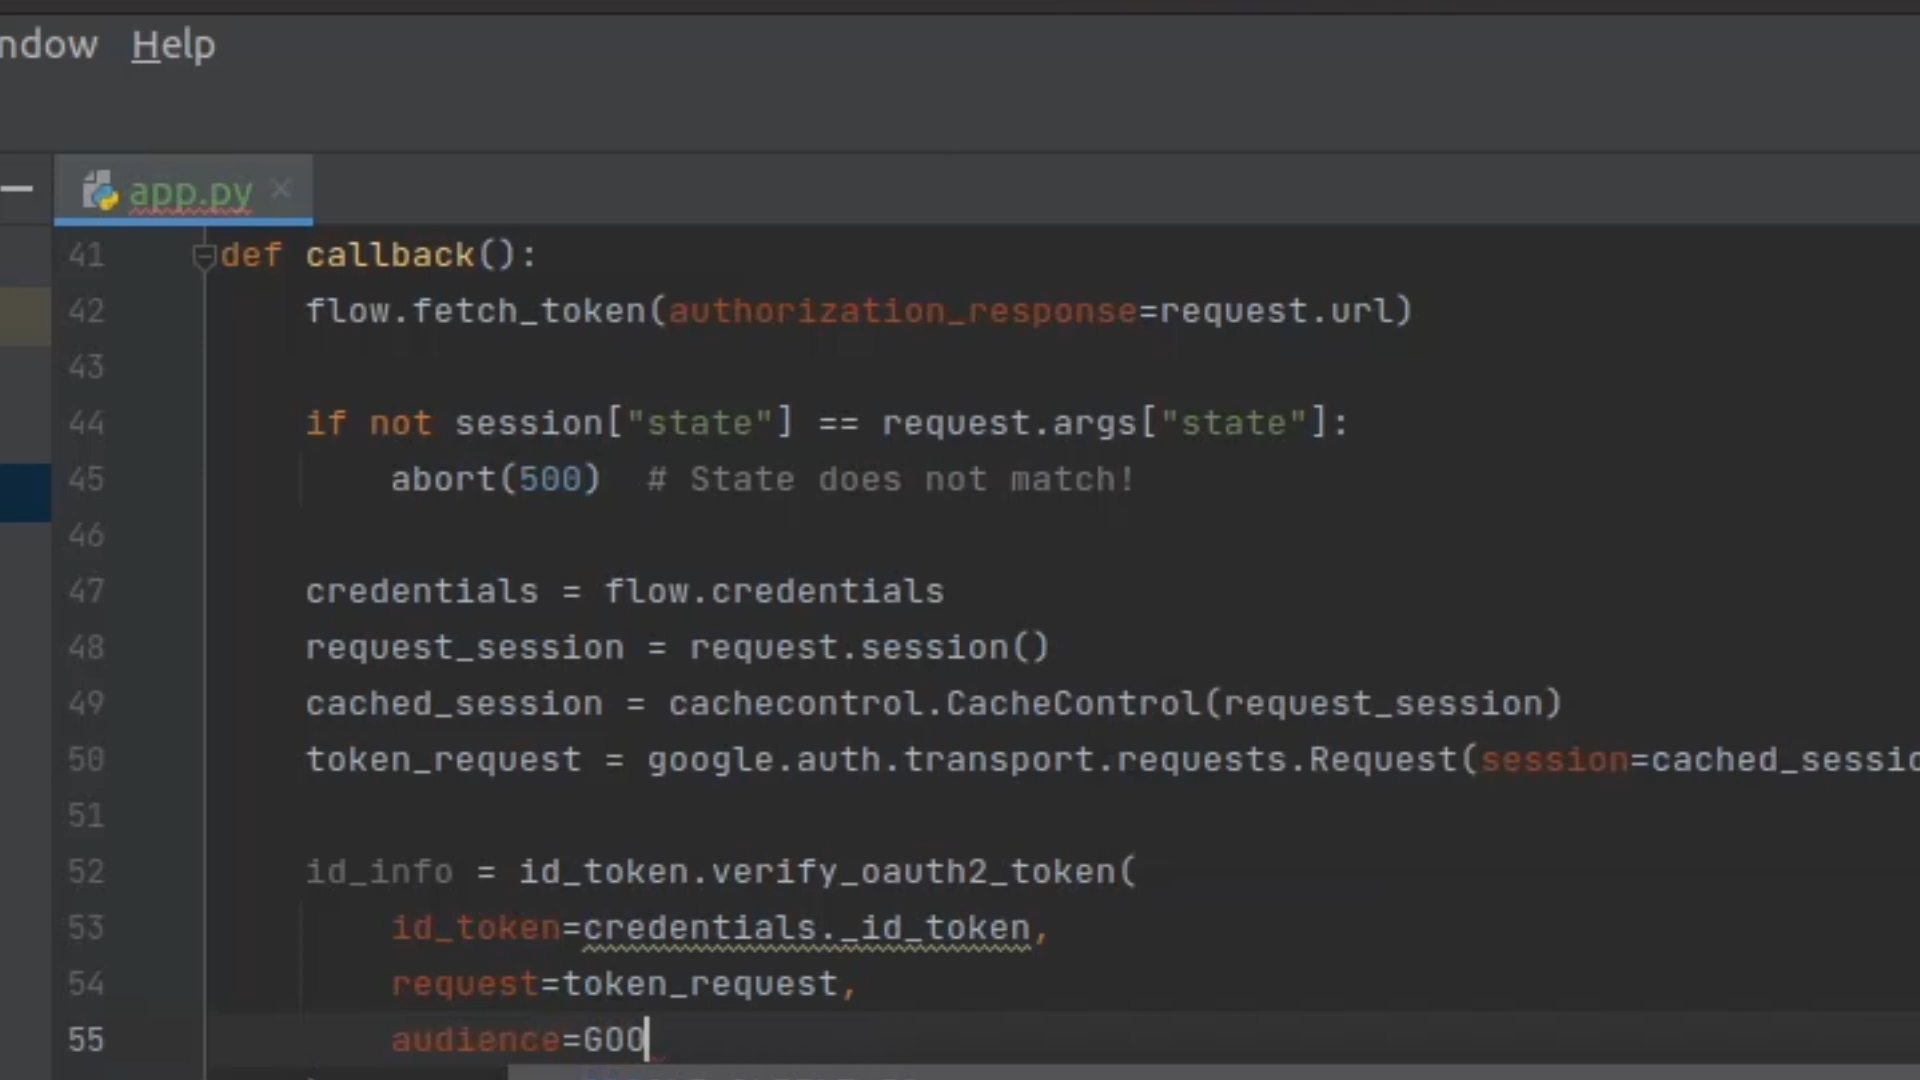 ndow Help
app.py
41 def callback():
42 flow.fetch_token(authorization_response=request.url)
43
44 if not session["state"] == request.args["state"]:
45 abort(500) # State does not match!
46
47 credentials = flow.credentials
48 request_session = request.session()
49 cached_session = cachecontrol.CacheControl(request_session)
50 token_request = google.auth.transport.requests.Request(session=cached_sessio
51
52 id_info = id_token.verify_oauth2_token(
53 id_token=credentials._id_token,
54 request=token_request,
55 audience=GOO